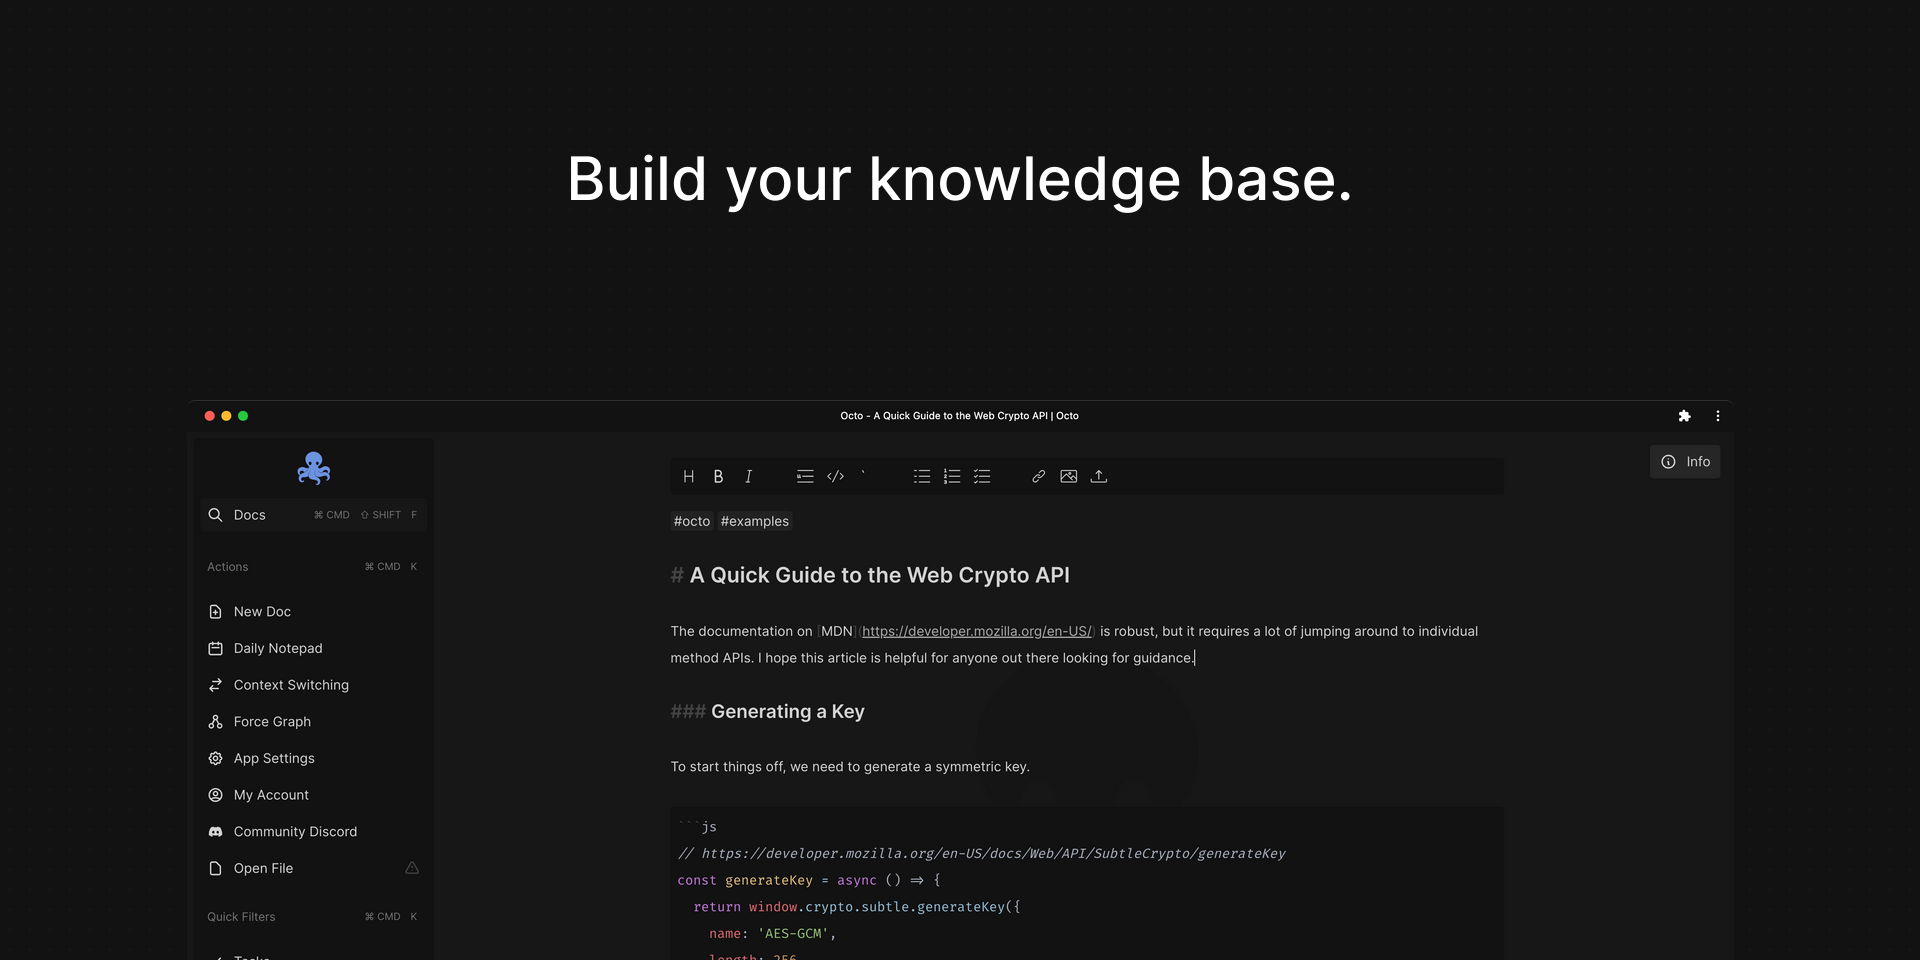 Build your knowledge base.
Octo - A Quick Guide to the Web Crypto API | Octo
Info
Docs ⌘ CMD ⇧ SHIFT F
Actions ⌘ CMD K
New Doc
Daily Notepad
Context Switching
Force Graph
App Settings
My Account
Community Discord
Open File
Quick Filters ⌘ CMD K
Tasks
H B I
#octo #examples
# A Quick Guide to the Web Crypto API
The documentation on [MDN](https://developer.mozilla.org/en-US/) is robust, but it requires a lot of jumping around to individual
method APIs. I hope this article is helpful for anyone out there looking for guidance.
### Generating a Key
To start things off, we need to generate a symmetric key.
```js
// https://developer.mozilla.org/en-US/docs/Web/API/SubtleCrypto/generateKey
const generateKey = async () => {
return window.crypto.subtle.generateKey({
name: 'AES-GCM',
length: 256